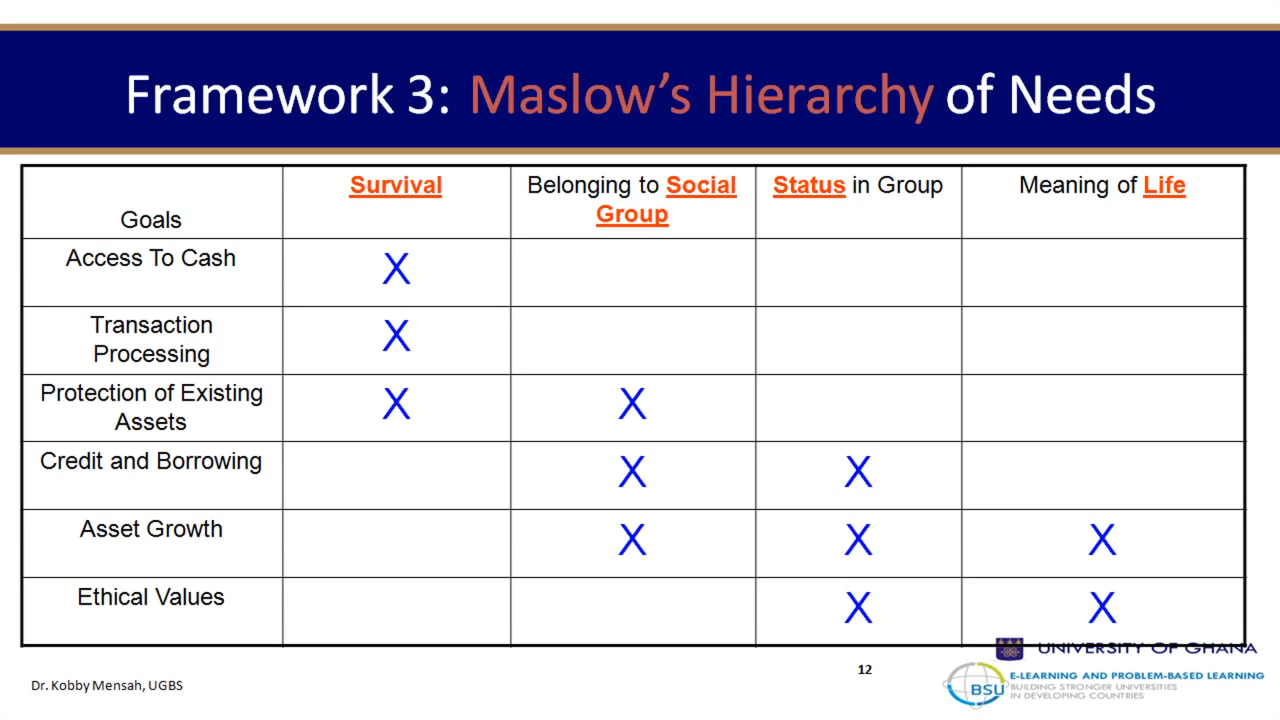 Framework 3: Maslow’s Hierarchy of Needs
Goals
Survival
Belonging to Social
Group
Status in Group
Meaning of Life
Access To Cash
X
Transaction
Processing
X
Protection of Existing
Assets
X
X
Credit and Borrowing
X
X
Asset Growth
X
X
X
Ethical Values
X
X
UNIVERSITY OF GHANA
Dr. Kobby Mensah, UGBS
12
BSU
E-LEARNING AND PROBLEM-BASED LEARNING
BUILDING STRONGER UNIVERSITIES
IN DEVELOPING COUNTRIES